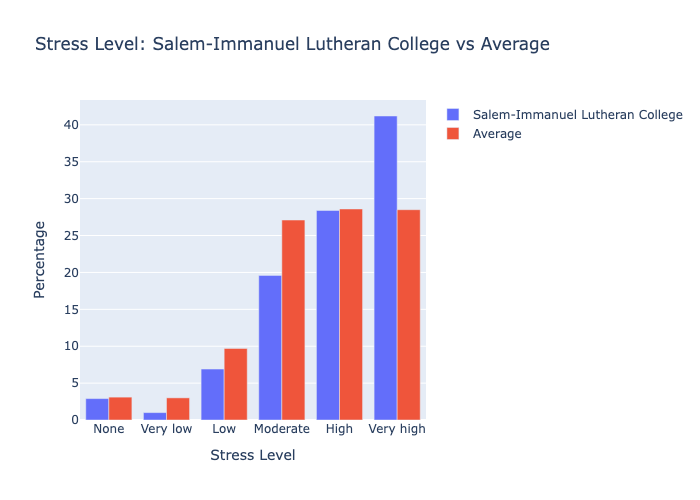 Stress Level: Salem-Immanuel Lutheran College vs Average
Salem-Immanuel Lutheran College
Average
Percentage
40
35
30
25
20
15
10
5
0
None Very low Low Moderate High Very high
Stress Level